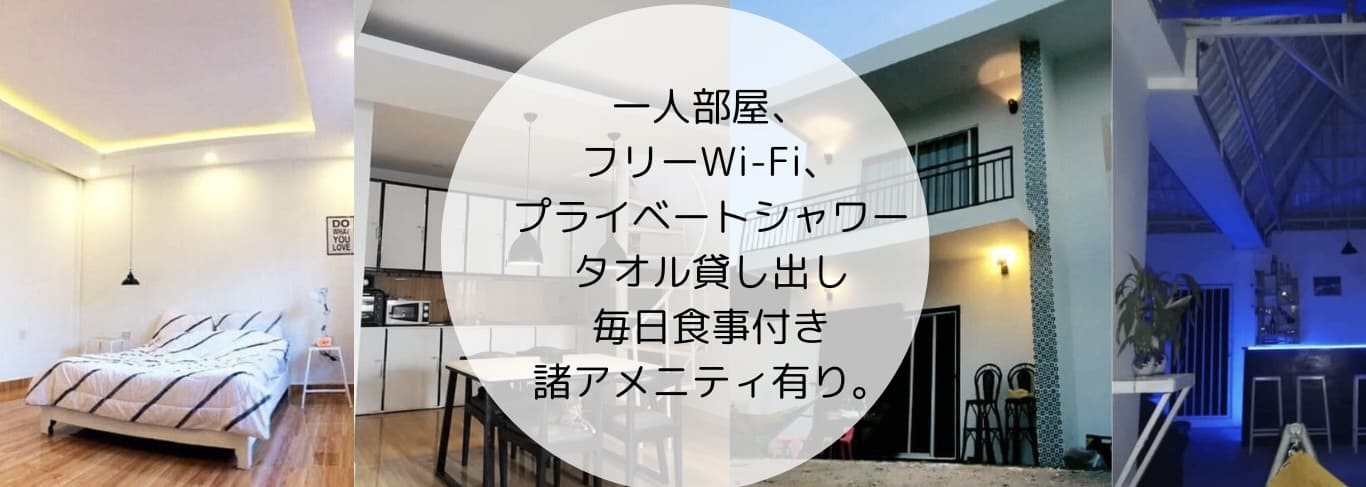 DO
WHAT
YOU
LOVE
一人部屋、
フリーWi-Fi、
プライベートシャワー
タオル貸し出し
毎日食事付き
諸アメニティ有り。